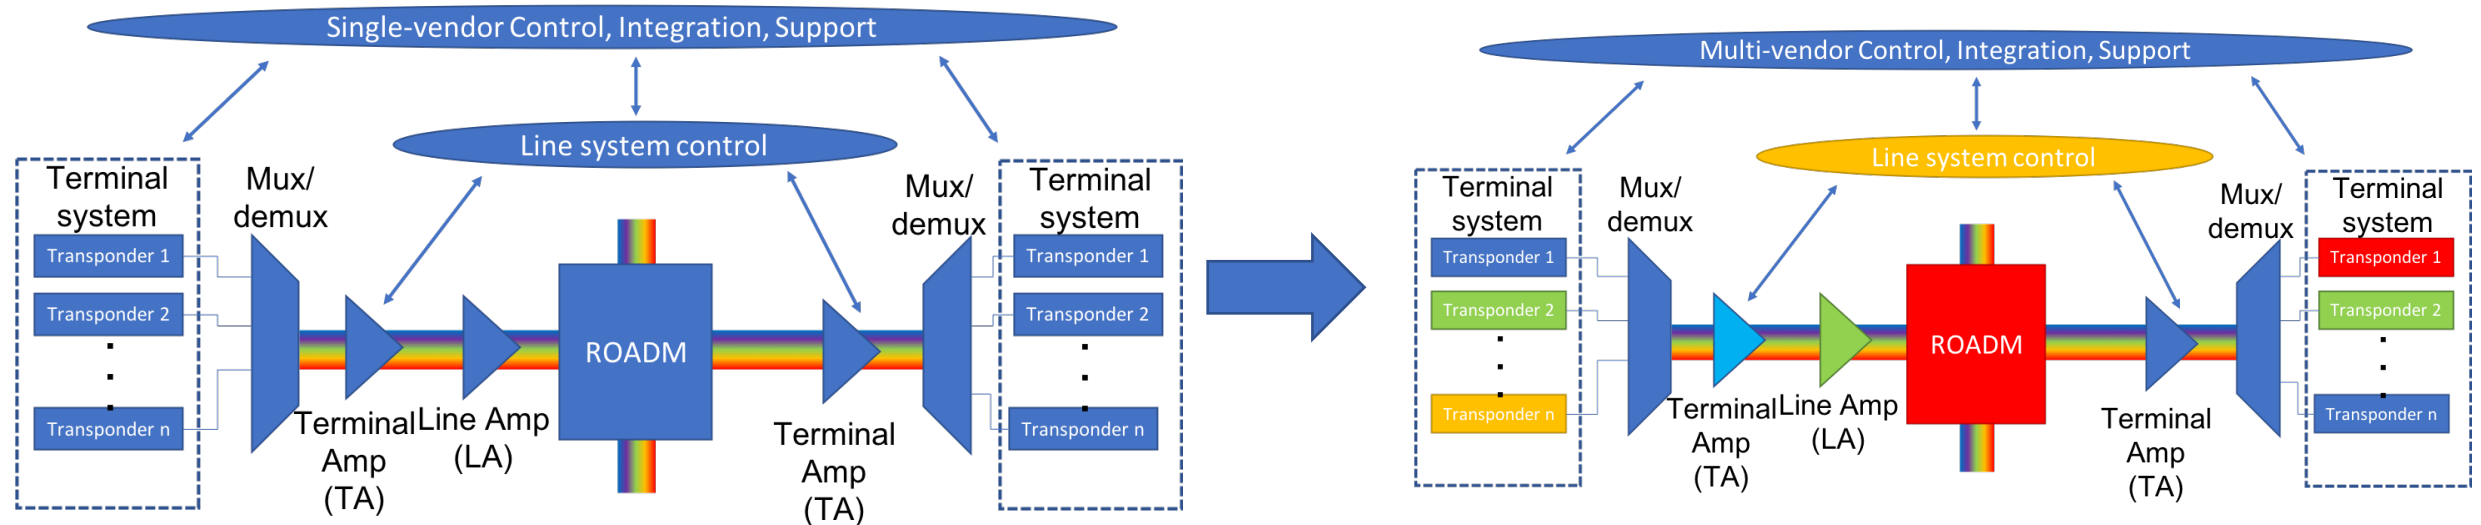 Single-vendor Control, Integration, Support
Line system control
Terminal
system
Transponder 1
Transponder 2
Transponder n
Mux/
demux
Terminal
Amp
(TA)
Line Amp
(LA)
ROADM
Terminal
Amp
(TA)
Mux/
demux
Terminal
system
Transponder 1
Transponder 2
Transponder n
Multi-vendor Control, Integration, Support
Line system control
Terminal
system
Transponder 1
Transponder 2
Transponder n
Mux/
demux
Terminal
Amp
(TA)
Line Amp
(LA)
ROADM
Terminal
Amp
(TA)
Mux/
demux
Terminal
system
Transponder 1
Transponder 2
Transponder n